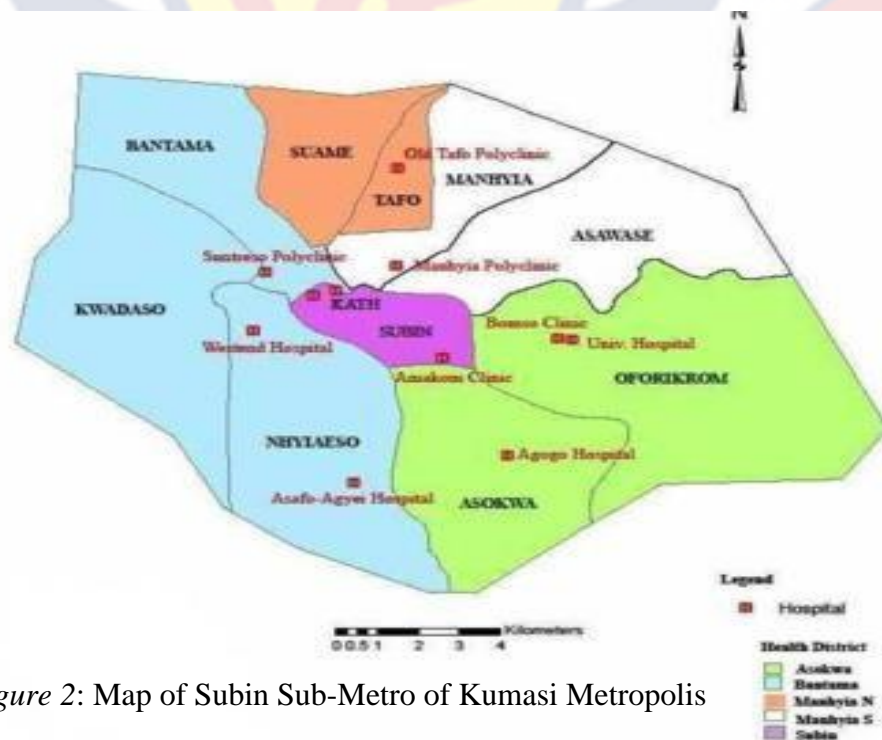 N
S
BANTAMA
SUAME
Old Tafo Polyclinic
MANHYIA
TAFO
ASAWASE
Suntreso Polyclinic
Manhyia Polyclinic
KWADASO
KATH
SUBIN
Bomso Clinic
Univ. Hospital
Westend Hospital
Amakom Clinic
OFORIKROM
NHYIAESO
Agogo Hospital
Asafo-Agyei Hospital
ASOKWA
Legend
Hospital
Kilometers
0 0.5 1 2 3 4
Health District
Asokwa
Bantama
Manhyia N
Manhyia S
Subin
gure 2: Map of Subin Sub-Metro of Kumasi Metropolis